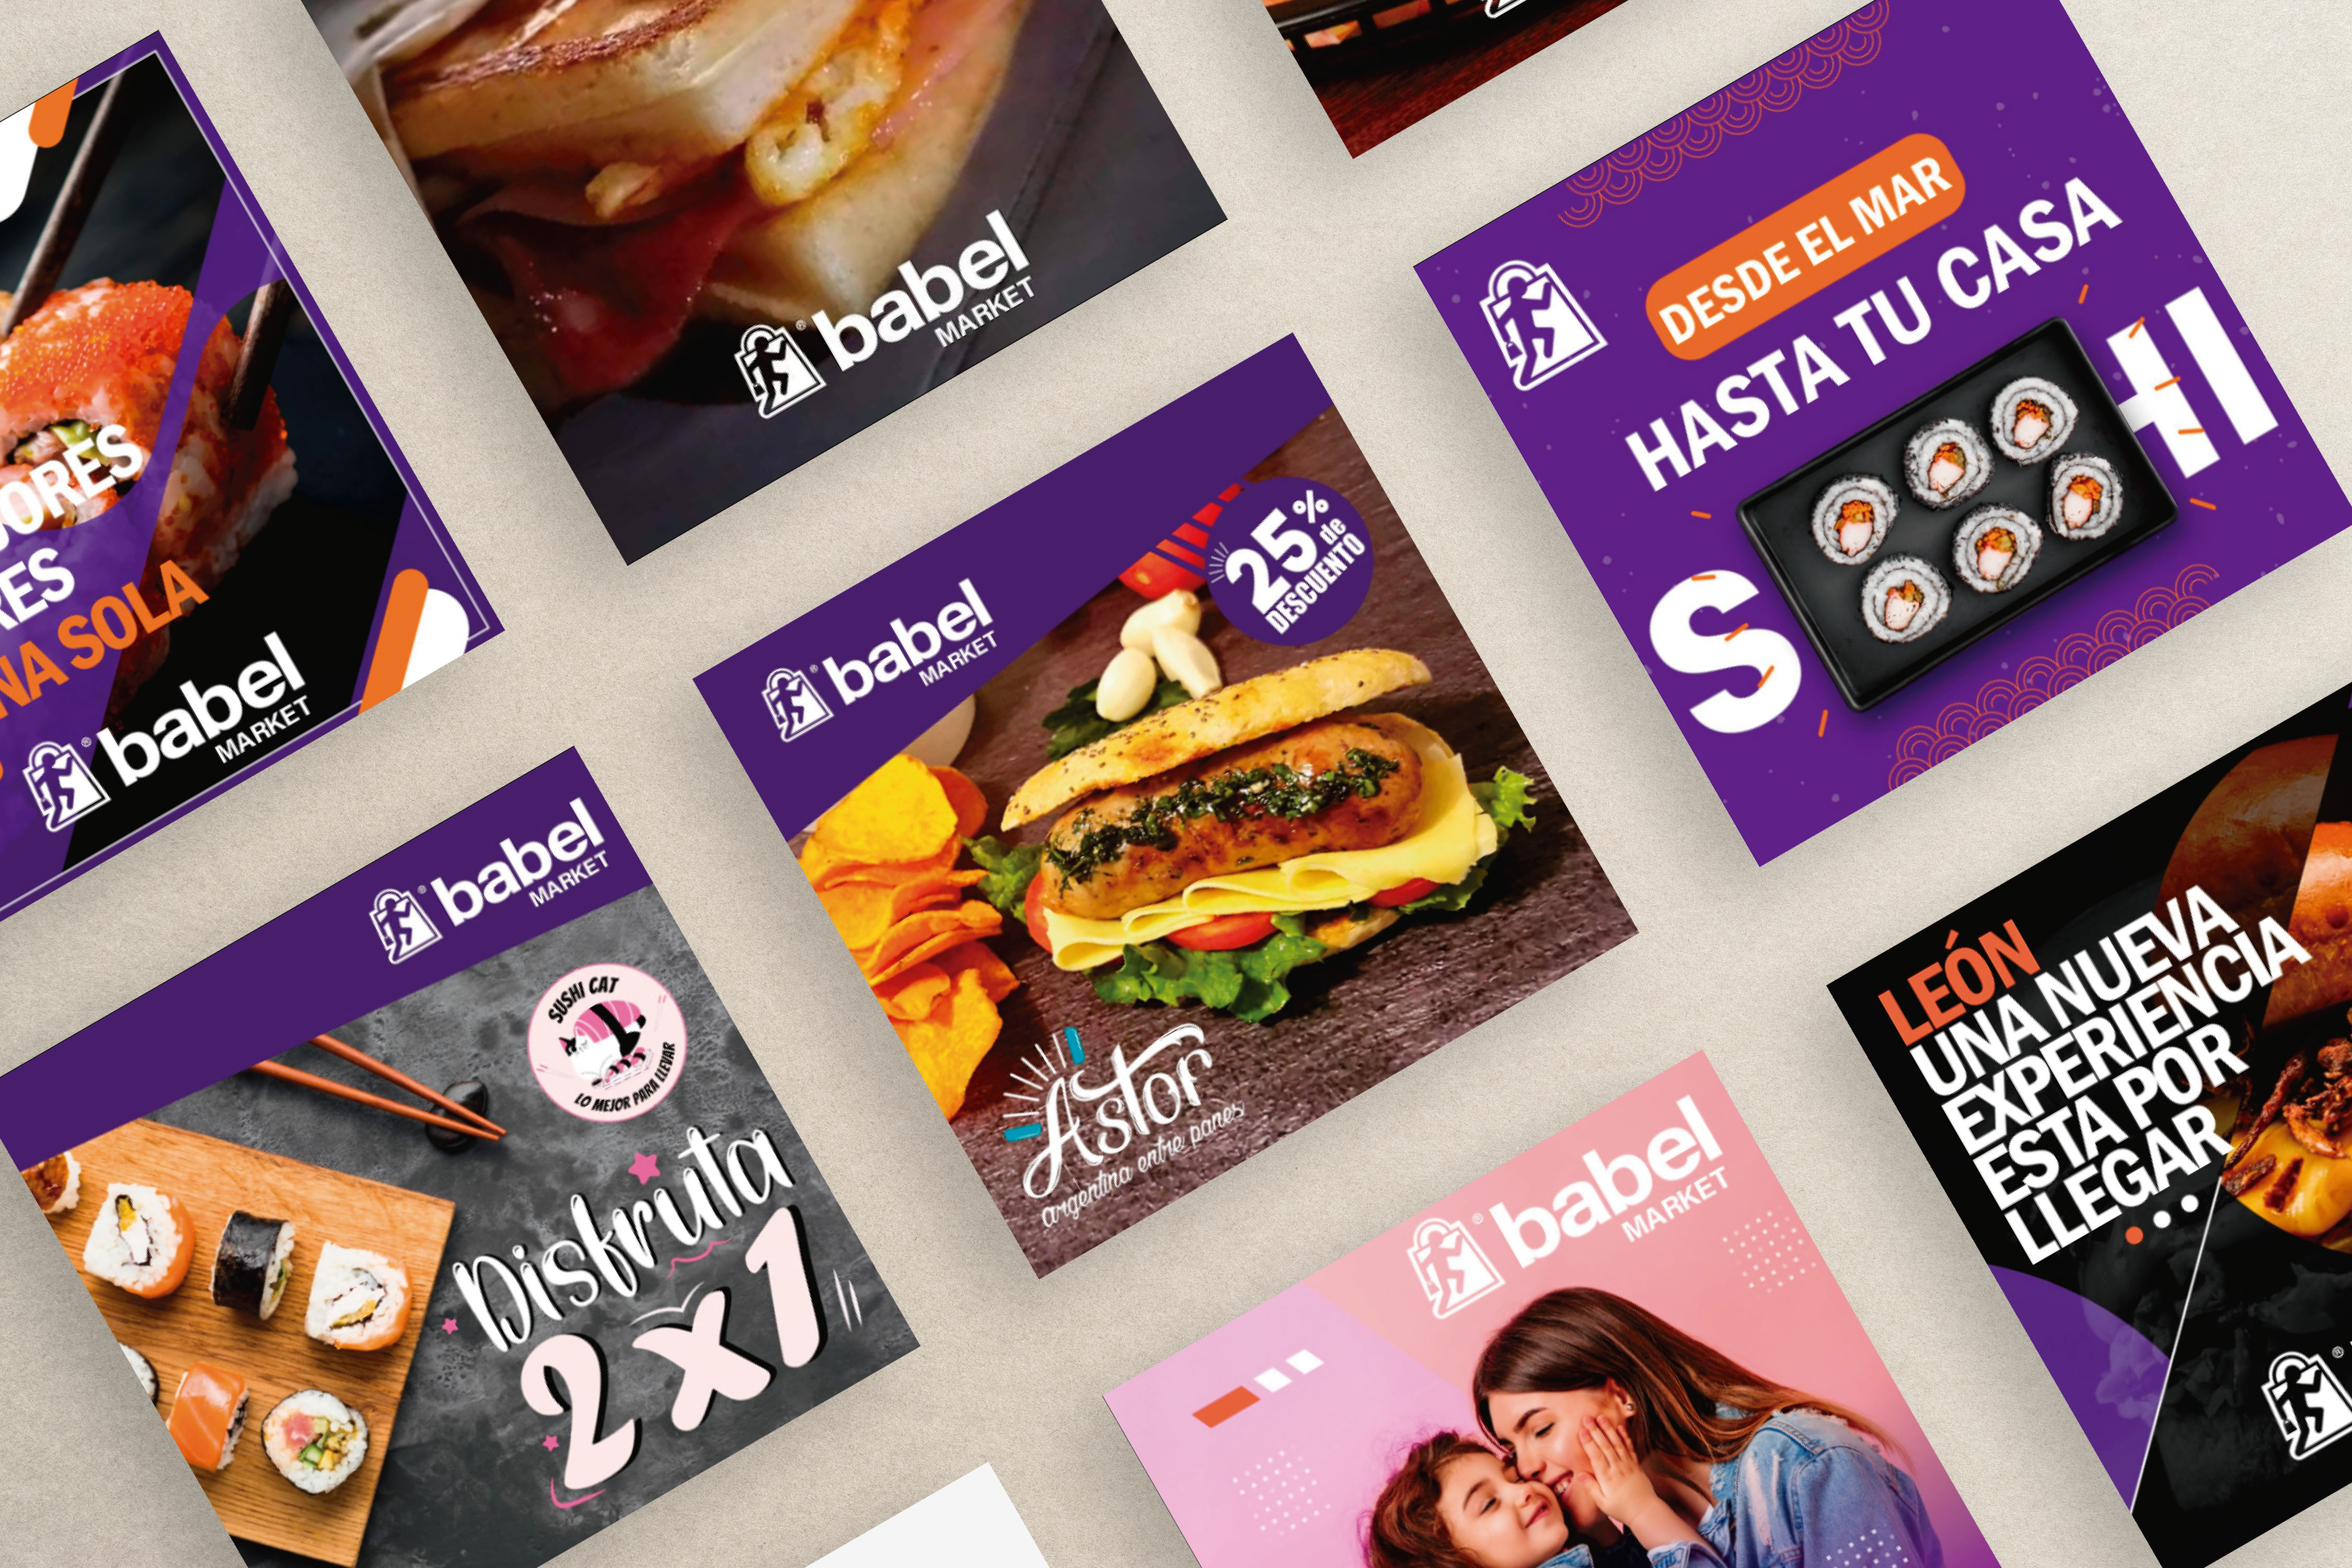 babel
MARKET
DESDE EL MAR
HASTA TU CASA
S HI
NA SOLA
babel
MARKET
babel
MARKET
25% de
DESCUENTO
Astor
argentina entre panes
babel
MARKET
SUSHI CAT
LO MEJOR PARA LLEVAR
Disfruta
2x1
LEÓN
UNA NUEVA
EXPERIENCIA
ESTA POR
LLEGAR
babel
MARKET